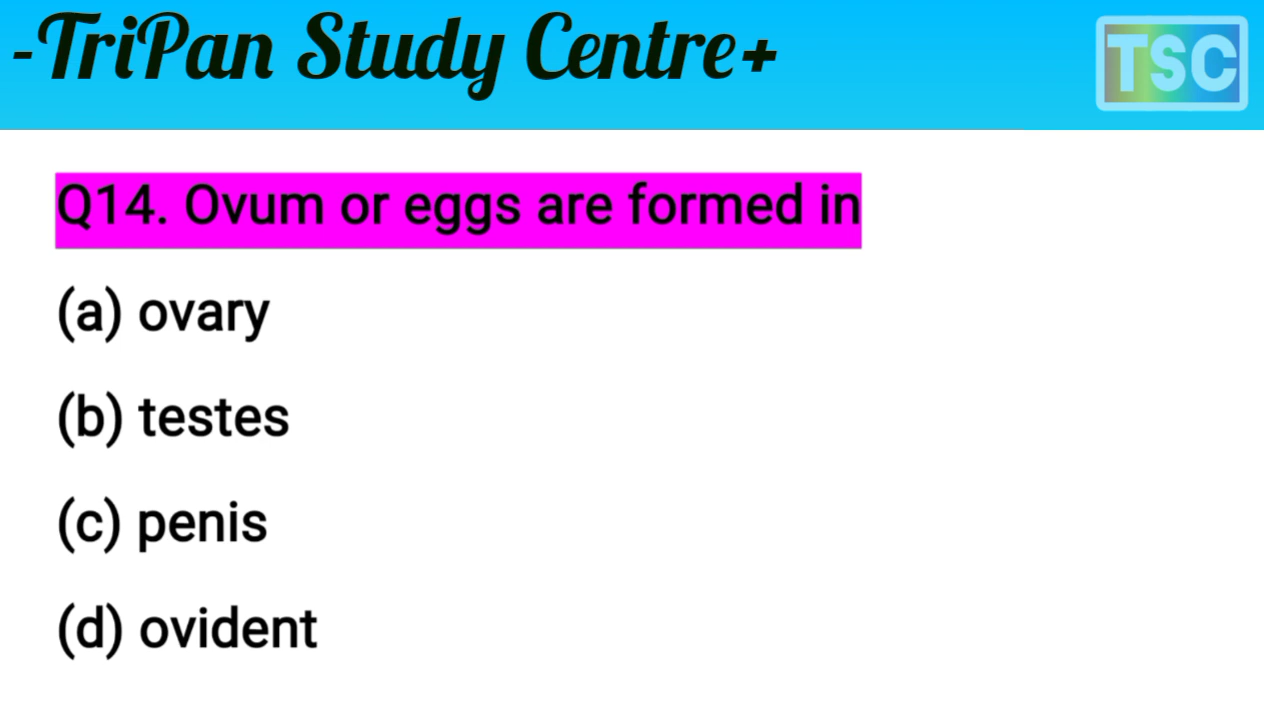 -TriPan Study Centre+
TSC
Q14. Ovum or eggs are formed in
(a) ovary
(b) testes
(c) penis
(d) ovident